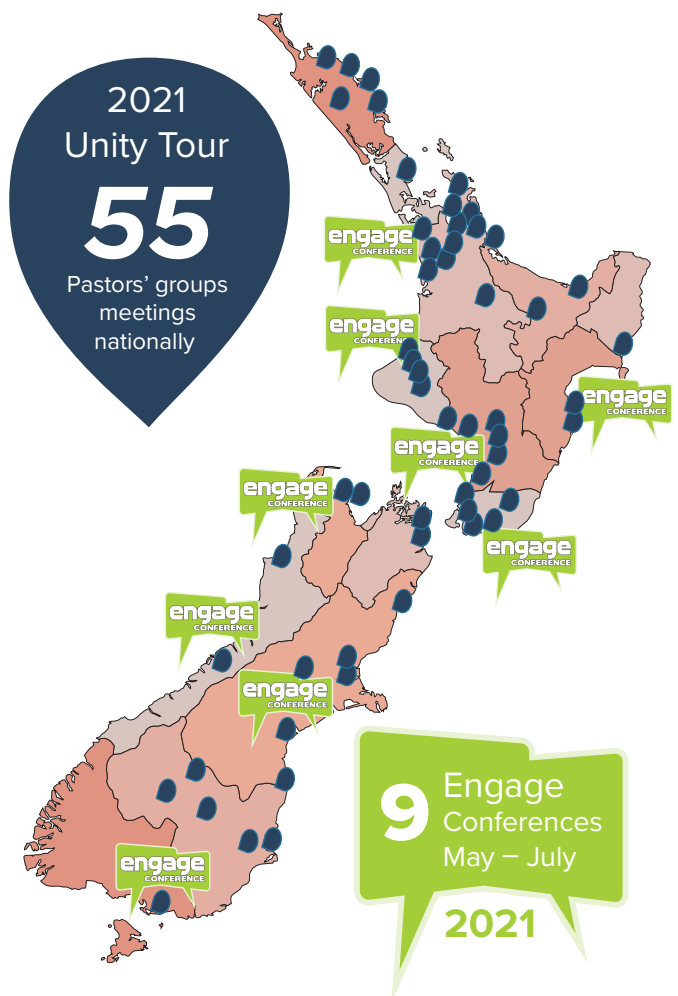 2021
Unity Tour
55
Pastors’ groups
meetings
nationally
engage
CONFERENCE
engage
CONFEREN
engage
CONFERENCE
engage
CONFERENCE
engage
CONFERENCE
engage
CONFERENCE
engage
CONFERENCE
engage
CONFERENCE
engage
CONFERENCE
9 Engage
Conferences
May – July
2021